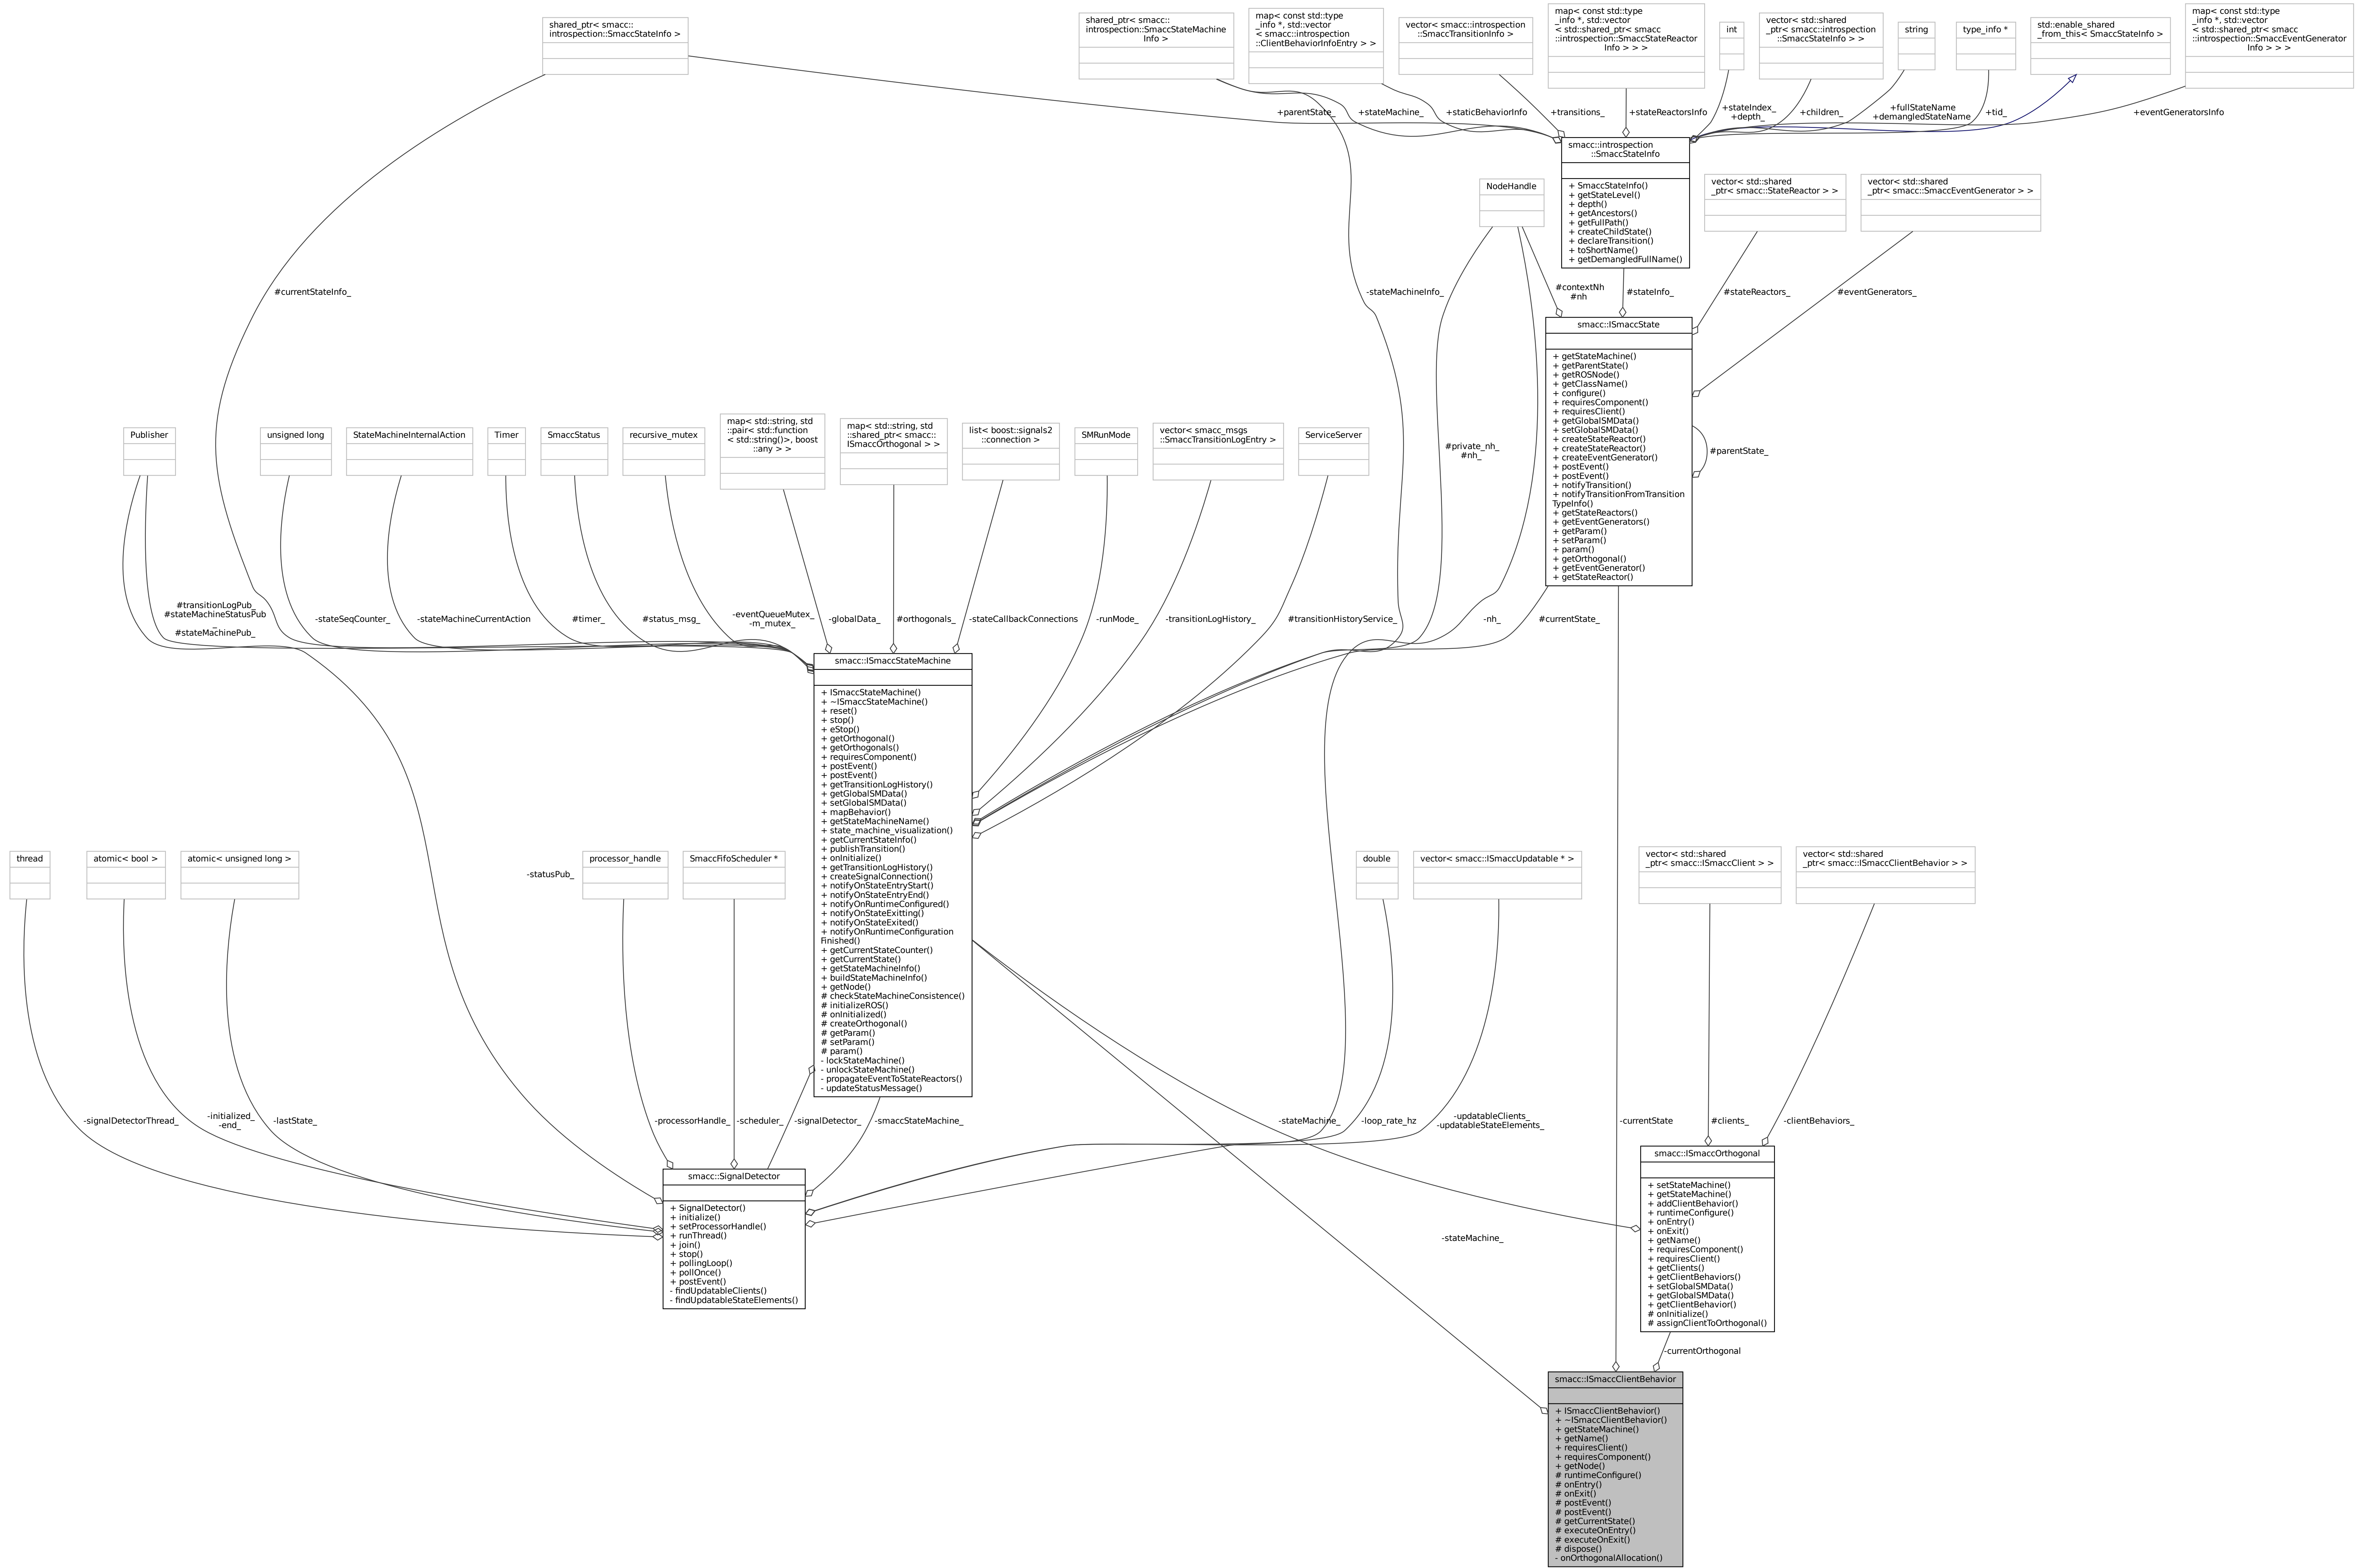 shared_ptr< smacc::
introspection::SmaccStateInfo >
shared_ptr< smacc::
introspection::SmaccStateMachine
Info >
map< const std::type
_info *, std::vector
< smacc::introspection
::ClientBehaviorInfoEntry > >
vector< smacc::introspection
::SmaccTransitionInfo >
map< const std::type
_info *, std::vector
< std::shared_ptr< smacc
::introspection::SmaccStateReactor
Info > > >
int
vector< std::shared
_ptr< smacc::introspection
::SmaccStateInfo > >
string
type_info *
std::enable_shared
_from_this< SmaccStateInfo >
map< const std::type
_info *, std::vector
< std::shared_ptr< smacc
::introspection::SmaccEventGenerator
Info > > >
+parentState_
+stateMachine_
+staticBehaviorInfo
+transitions_
+stateReactorsInfo
+stateIndex_
+depth_
+children_
+fullStateName
+demangledStateName
+tid_
+eventGeneratorsInfo
smacc::introspection
::SmaccStateInfo
+ SmaccStateInfo()
+ getStateLevel()
+ depth()
+ getAncestors()
+ getFullPath()
+ createChildState()
+ declareTransition()
+ toShortName()
+ getDemangledFullName()
NodeHandle
vector< std::shared
_ptr< smacc::StateReactor > >
vector< std::shared
_ptr< smacc::SmaccEventGenerator > >
#currentStateInfo_
-stateMachineInfo_
#contextNh
#nh
#stateInfo_
#stateReactors_
#eventGenerators_
smacc::ISmaccState
+ getStateMachine()
+ getParentState()
+ getROSNode()
+ getClassName()
+ configure()
+ requiresComponent()
+ requiresClient()
+ getGlobalSMData()
+ setGlobalSMData()
+ createStateReactor()
+ createStateReactor()
+ createEventGenerator()
+ postEvent()
+ postEvent()
+ notifyTransition()
+ notifyTransitionFromTransition
TypeInfo()
+ getStateReactors()
+ getEventGenerators()
+ getParam()
+ setParam()
+ param()
+ getOrthogonal()
+ getEventGenerator()
+ getStateReactor()
#parentState_
Publisher
unsigned long
StateMachineInternalAction
Timer
SmaccStatus
recursive_mutex
map< std::string, std
::pair< std::function
< std::string()>, boost
::any > >
map< std::string, std
::shared_ptr< smacc::
ISmaccOrthogonal > >
list< boost::signals2
::connection >
SMRunMode
vector< smacc_msgs
::SmaccTransitionLogEntry >
ServiceServer
#private_nh_
#nh_
#transitionLogPub_
#stateMachineStatusPub
_
#stateMachinePub_
-stateSeqCounter_
-stateMachineCurrentAction
#timer_
#status_msg_
-eventQueueMutex_
-m_mutex_
-globalData_
#orthogonals_
-stateCallbackConnections
-runMode_
-transitionLogHistory_
#transitionHistoryService_
-nh_
#currentState_
smacc::ISmaccStateMachine
+ ISmaccStateMachine()
+ ~ISmaccStateMachine()
+ reset()
+ stop()
+ eStop()
+ getOrthogonal()
+ getOrthogonals()
+ requiresComponent()
+ postEvent()
+ postEvent()
+ getTransitionLogHistory()
+ getGlobalSMData()
+ setGlobalSMData()
+ mapBehavior()
+ getStateMachineName()
+ state_machine_visualization()
+ getCurrentStateInfo()
+ publishTransition()
+ onInitialize()
+ getTransitionLogHistory()
+ createSignalConnection()
+ notifyOnStateEntryStart()
+ notifyOnStateEntryEnd()
+ notifyOnRuntimeConfigured()
+ notifyOnStateExitting()
+ notifyOnStateExited()
+ notifyOnRuntimeConfiguration
Finished()
+ getCurrentStateCounter()
+ getCurrentState()
+ getStateMachineInfo()
+ buildStateMachineInfo()
+ getNode()
# checkStateMachineConsistence()
# initializeROS()
# onInitialized()
# createOrthogonal()
# getParam()
# setParam()
# param()
- lockStateMachine()
- unlockStateMachine()
- propagateEventToStateReactors()
- updateStatusMessage()
thread
atomic< bool >
atomic< unsigned long >
-statusPub_
processor_handle
SmaccFifoScheduler *
double
vector< smacc::ISmaccUpdatable * >
vector< std::shared
_ptr< smacc::ISmaccClient > >
vector< std::shared
_ptr< smacc::ISmaccClientBehavior > >
-signalDetectorThread_
-initialized_
-end_
-lastState_
-processorHandle_
-scheduler_
-signalDetector_
-smaccStateMachine_
-stateMachine_
-loop_rate_hz
-updatableClients_
-updatableStateElements_
-currentState
#clients_
-clientBehaviors_
smacc::SignalDetector
+ SignalDetector()
+ initialize()
+ setProcessorHandle()
+ runThread()
+ join()
+ stop()
+ pollingLoop()
+ pollOnce()
+ postEvent()
- findUpdatableClients()
- findUpdatableStateElements()
-stateMachine_
smacc::ISmaccOrthogonal
+ setStateMachine()
+ getStateMachine()
+ addClientBehavior()
+ runtimeConfigure()
+ onEntry()
+ onExit()
+ getName()
+ requiresComponent()
+ requiresClient()
+ getClients()
+ getClientBehaviors()
+ setGlobalSMData()
+ getGlobalSMData()
+ getClientBehavior()
# onInitialize()
# assignClientToOrthogonal()
-currentOrthogonal
smacc::ISmaccClientBehavior
+ ISmaccClientBehavior()
+ ~ISmaccClientBehavior()
+ getStateMachine()
+ getName()
+ requiresClient()
+ requiresComponent()
+ getNode()
# runtimeConfigure()
# onEntry()
# onExit()
# postEvent()
# postEvent()
# getCurrentState()
# executeOnEntry()
# executeOnExit()
# dispose()
- onOrthogonalAllocation()